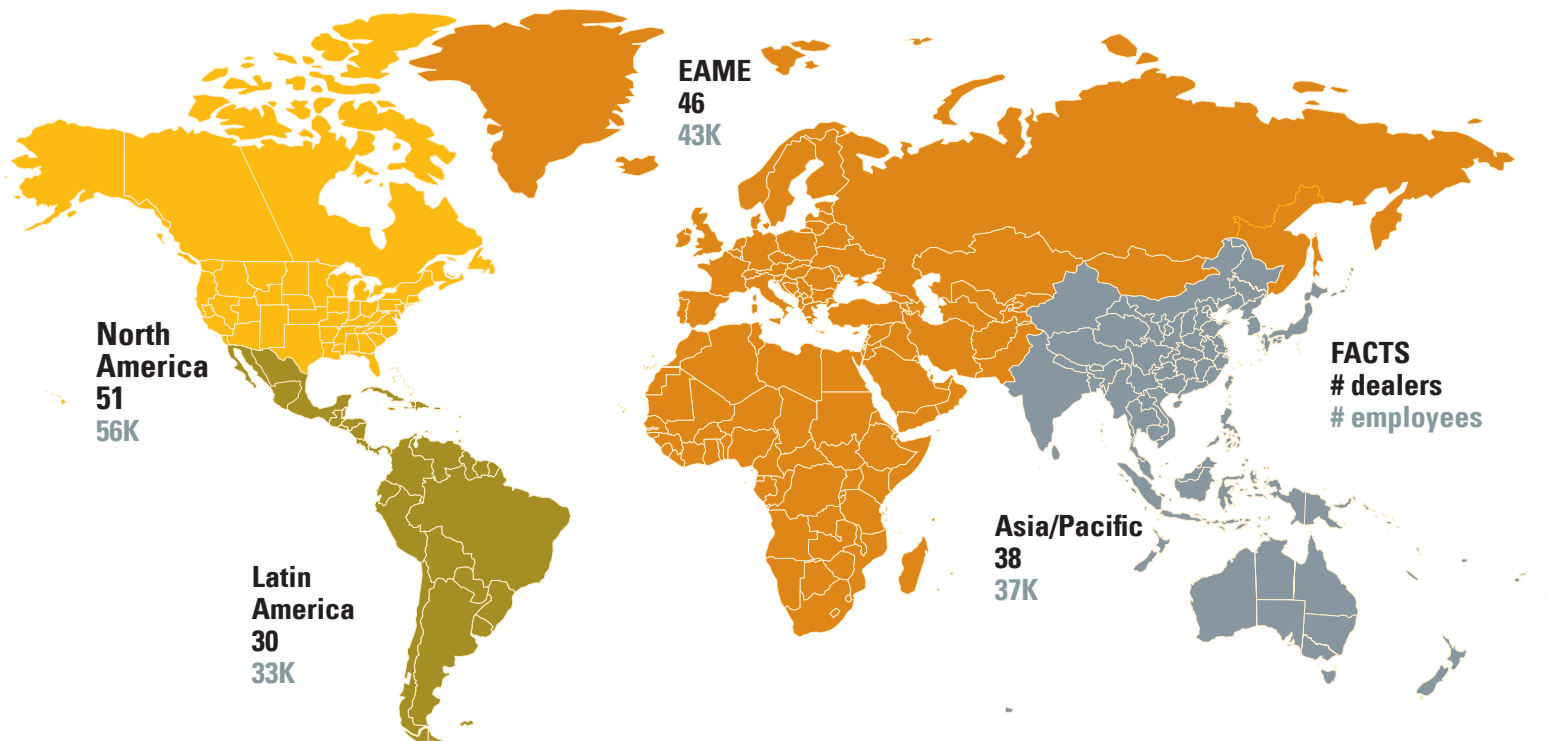 EAME
46
43K
North
America
51
56K
FACTS
# dealers
# employees
Asia/Pacific
38
37K
Latin
America
30
33K